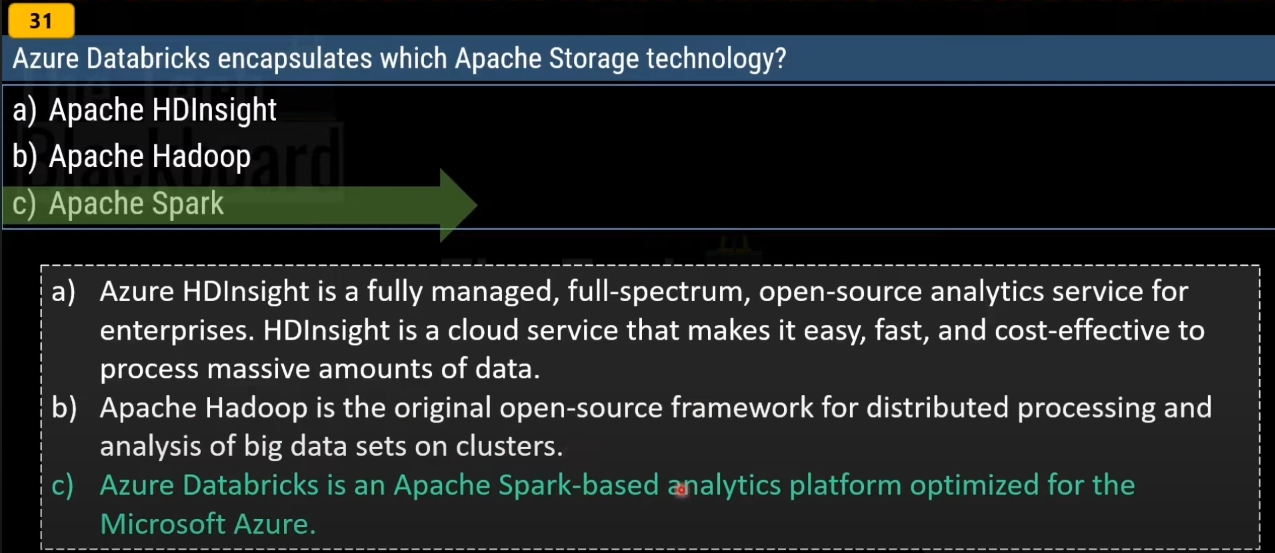 31
Azure Databricks encapsulates which Apache Storage technology?
a) Apache HDInsight
b) Apache Hadoop
c) Apache Spark
a) Azure HDInsight is a fully managed, full-spectrum, open-source analytics service for
enterprises. HDInsight is a cloud service that makes it easy, fast, and cost-effective to
process massive amounts of data.
b) Apache Hadoop is the original open-source framework for distributed processing and
analysis of big data sets on clusters.
c) Azure Databricks is an Apache Spark-based analytics platform optimized for the
Microsoft Azure.